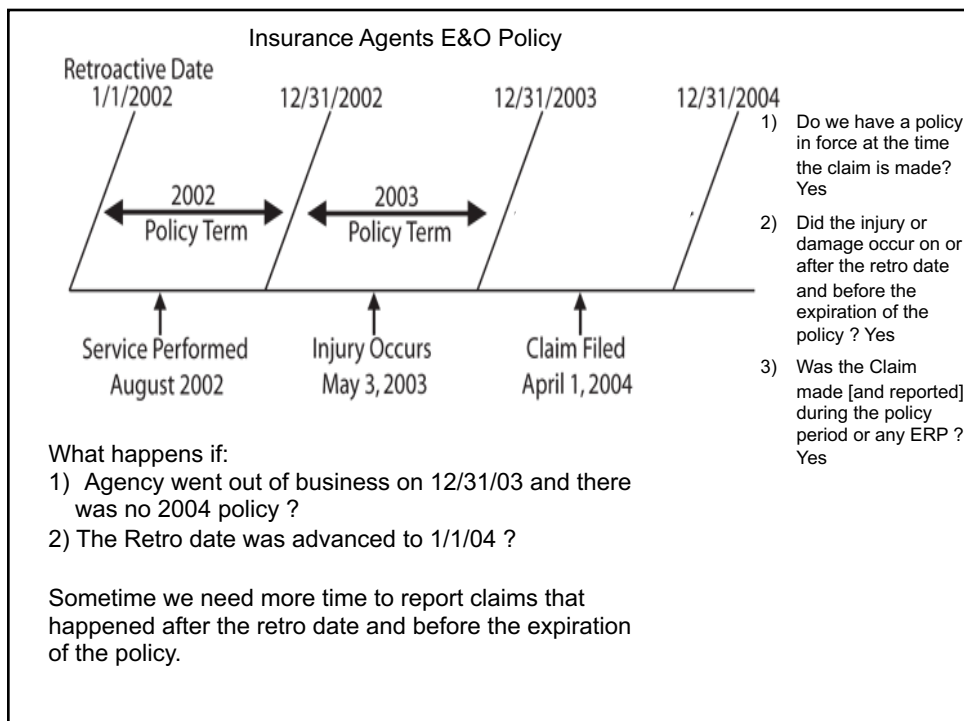 Insurance Agents E&O Policy
Retroactive Date
1/1/2002
12/31/2002
12/31/2003
12/31/2004
2002
Policy Term
2003
Policy Term
Service Performed
August 2002
Injury Occurs
May 3, 2003
Claim Filed
April 1, 2004
1) Do we have a policy
in force at the time
the claim is made?
Yes
2) Did the injury or
damage occur on or
after the retro date
and before the
expiration of the
policy ? Yes
3) Was the Claim
made [and reported]
during the policy
period or any ERP ?
Yes
What happens if:
1) Agency went out of business on 12/31/03 and there
was no 2004 policy ?
2) The Retro date was advanced to 1/1/04 ?
Sometime we need more time to report claims that
happened after the retro date and before the expiration
of the policy.